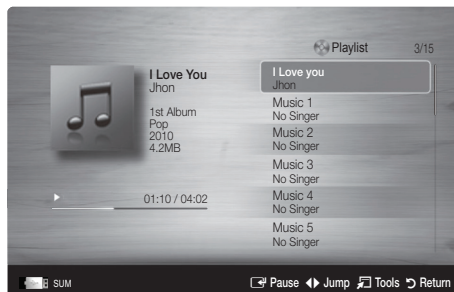 Playlist 3/15
I Love You
Jhon
1st Album
Pop
2010
4.2MB
01:10 / 04:02
I Love you
Jhon
Music 1
No Singer
Music 2
No Singer
Music 3
No Singer
Music 4
No Singer
Music 5
No Singer
SUM Pause Jump Tools Return